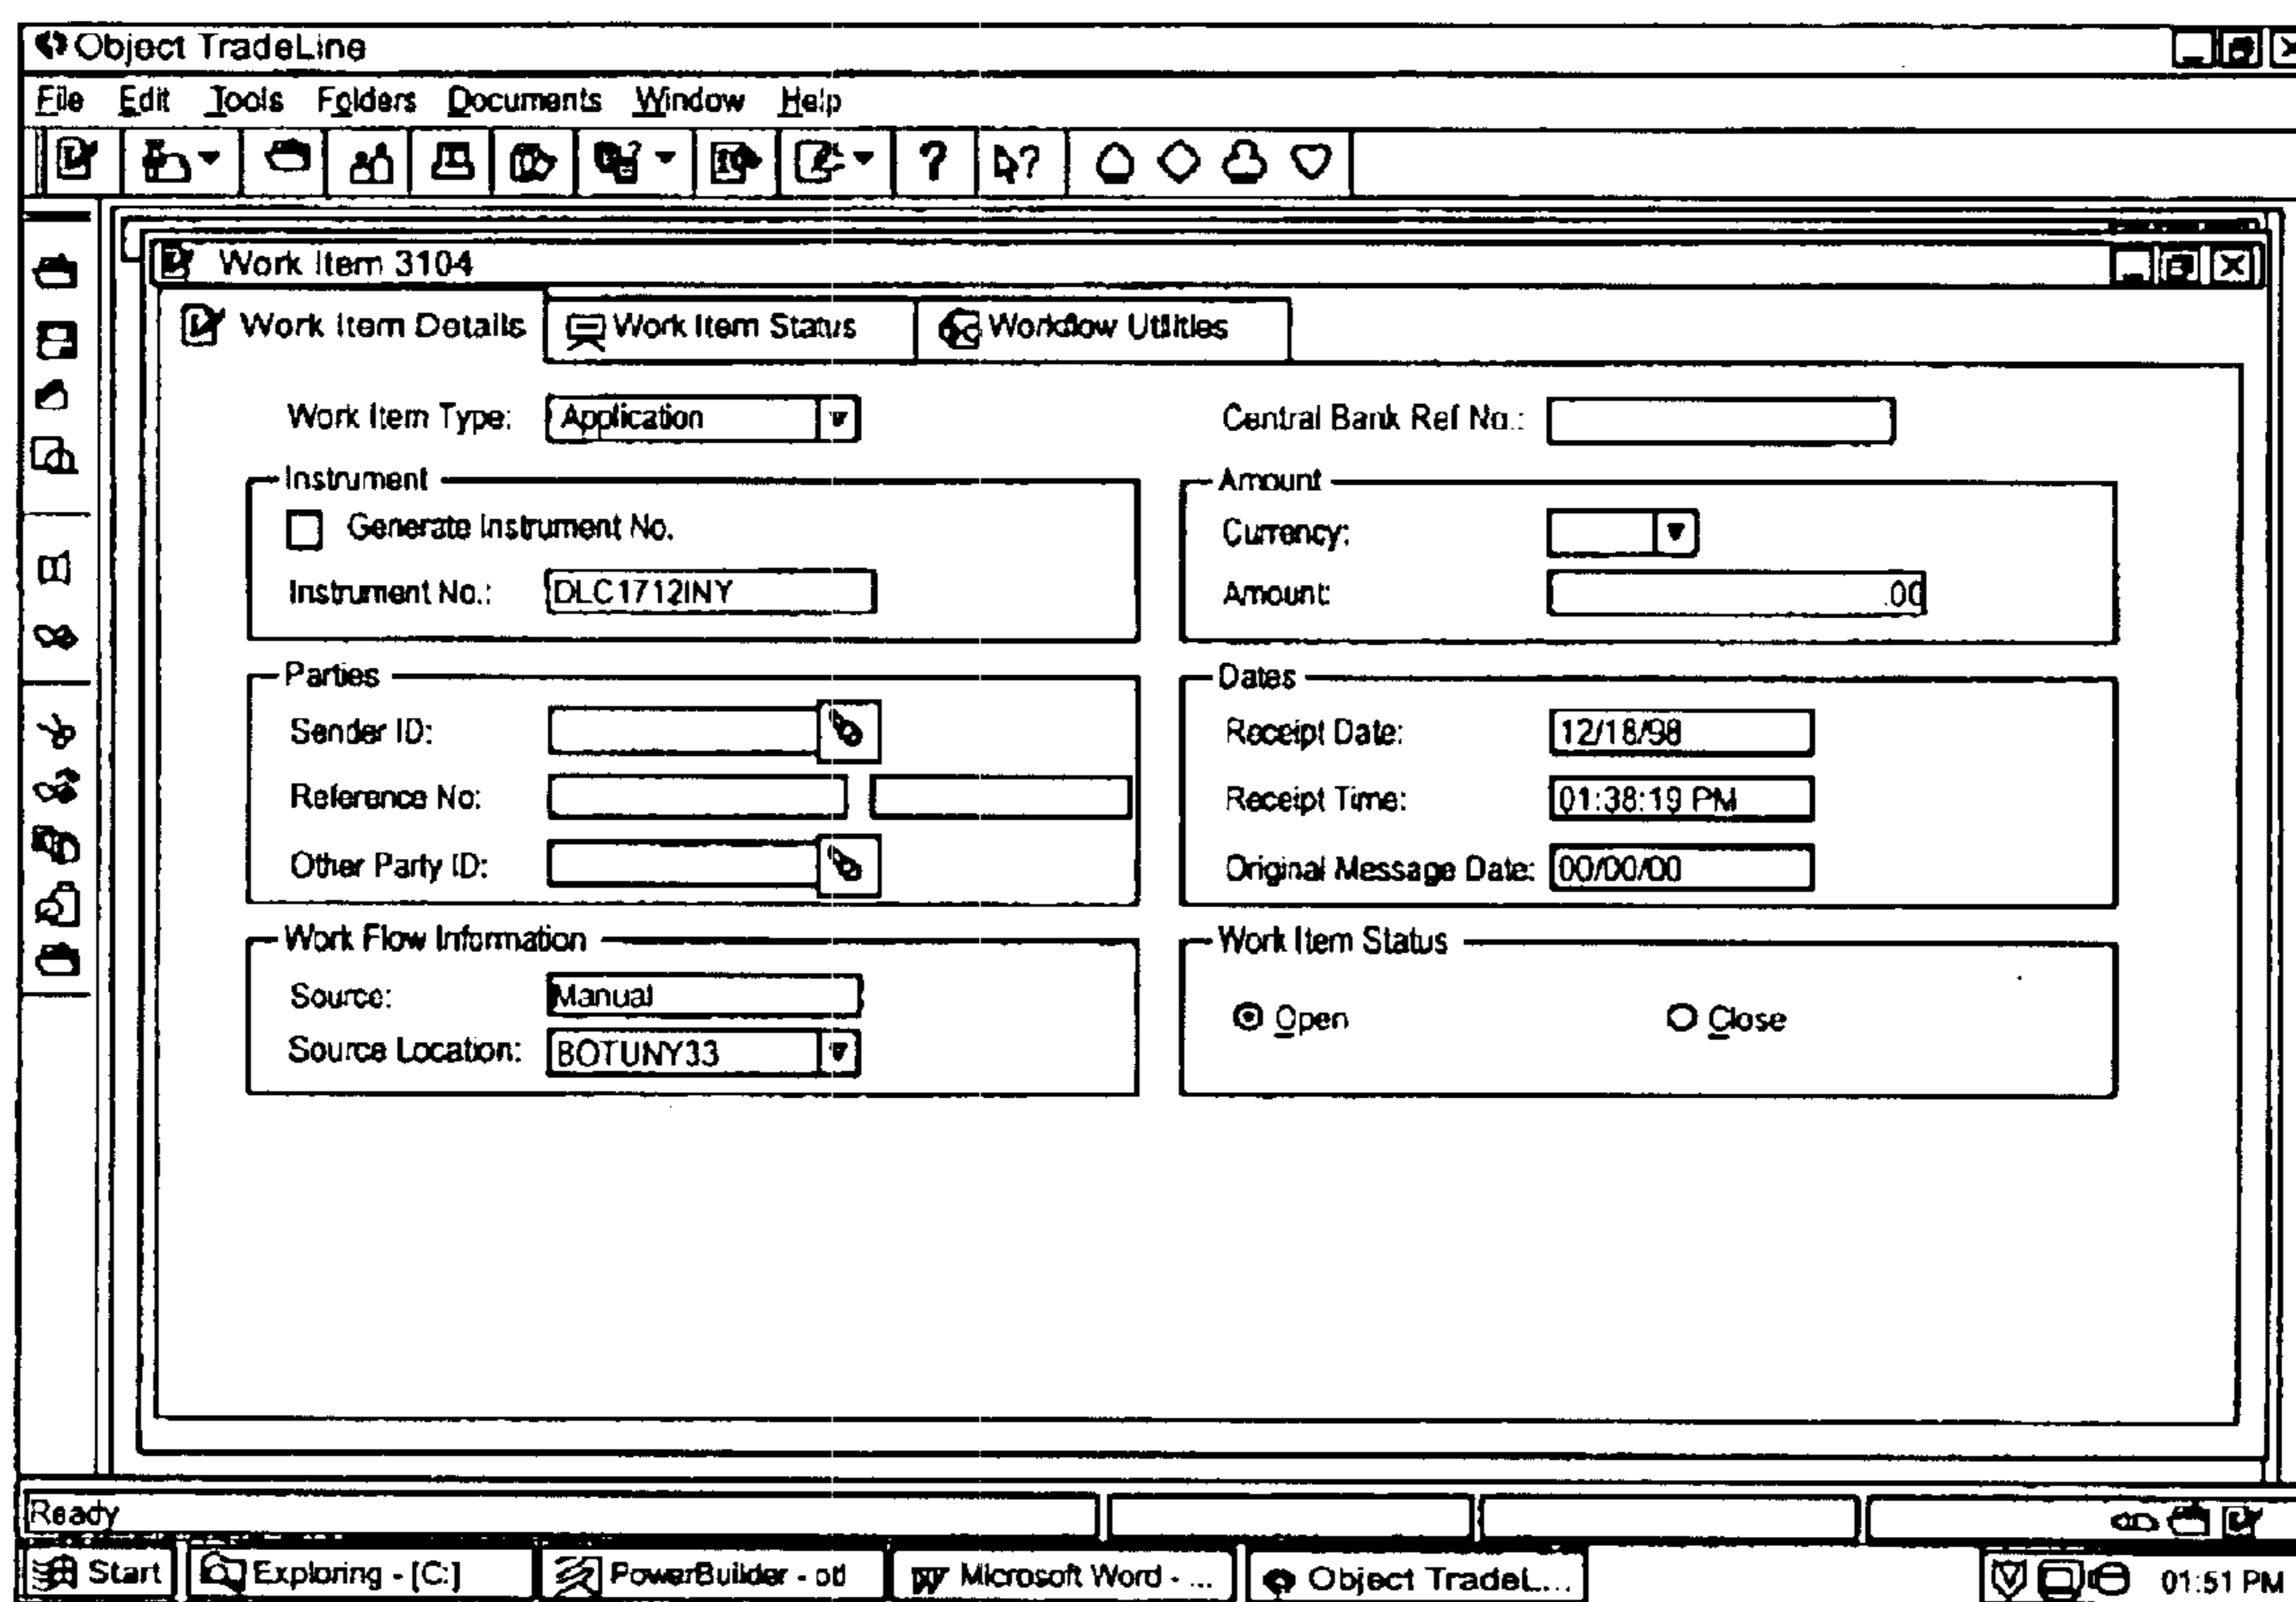 Object TradeLine
File Edit Tools Folders Documents Window Help
Work Item 3104
Work Item Details Work Item Status Workflow Utilities
Work Item Type: Application Central Bank Ref No.:
Instrument Amount
Generate Instrument No. Currency:
Instrument No.: DLC1712INY Amount: .00
Parties Dates
Sender ID: Receipt Date: 12/18/98
Reference No: Receipt Time: 01:38:19 PM
Other Party ID: Original Message Date: 00/00/00
Work Flow Information Work Item Status
Source: Manual
Open Close
Source Location: BOTUNY33
Ready
Start Exploring - [C:] PowerBuilder - otl Microsoft Word - ... Object TradeL... 01:51 PM